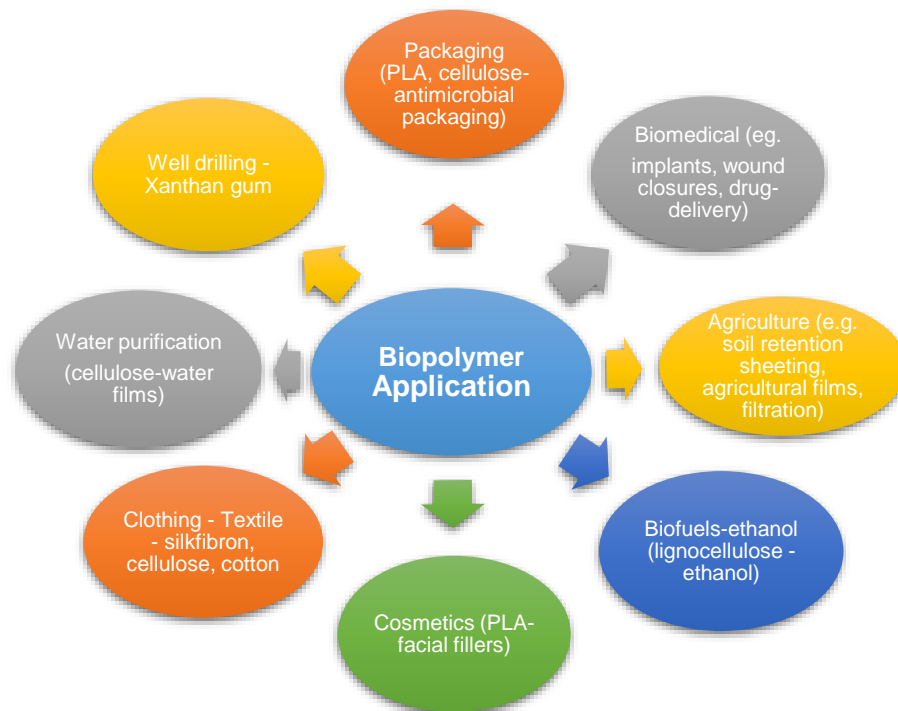 Packaging
(PLA, cellulose-
antimicrobial
packaging)
Biomedical (eg.
implants, wound
closures, drug-
delivery)
Agriculture (e.g.
soil retention
sheeting,
agricultural films,
filtration)
Biofuels-ethanol
(lignocellulose -
ethanol)
Cosmetics (PLA-
facial fillers)
Clothing - Textile
- silkfibron,
cellulose, cotton
Water purification
(cellulose-water
films)
Well drilling -
Xanthan gum
Biopolymer
Application